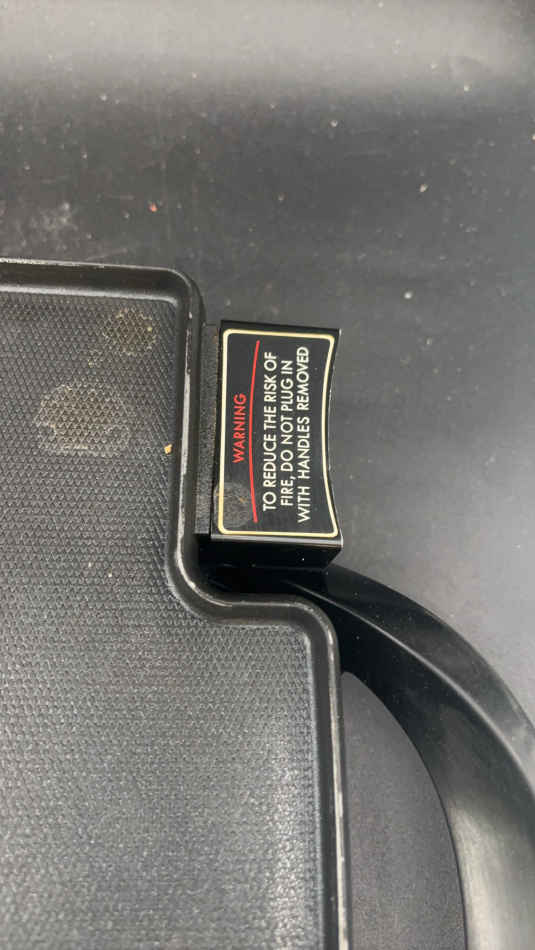 WARNING
TO REDUCE THE RISK OF
FIRE, DO NOT PLUG IN
WITH HANDLES REMOVED